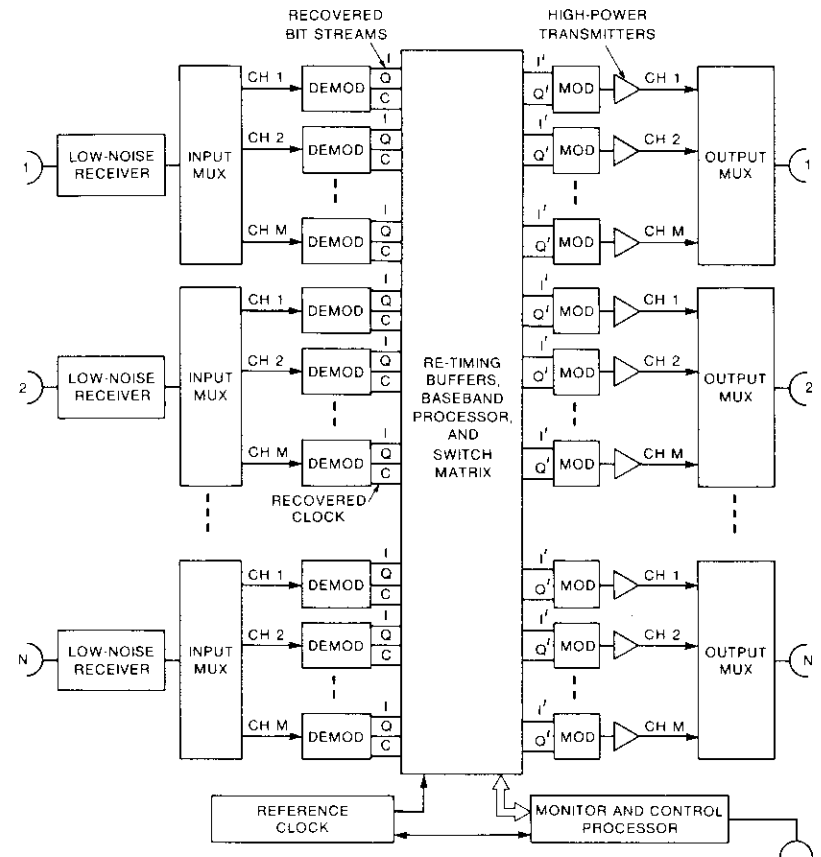 RECOVERED
BIT STREAMS
HIGH-POWER
TRANSMITTERS
1
LOW-NOISE
RECEIVER
INPUT
MUX
CH 1
DEMOD
I
Q
C
I'
Q'
MOD
CH 1
CH 2
DEMOD
I
Q
C
I'
Q'
MOD
CH 2
CH M
DEMOD
I
Q
C
I'
Q'
MOD
CH M
OUTPUT
MUX
1
2
LOW-NOISE
RECEIVER
INPUT
MUX
CH 1
DEMOD
I
Q
C
I'
Q'
MOD
CH 1
CH 2
DEMOD
I
Q
C
I'
Q'
MOD
CH 2
CH M
DEMOD
I
Q
C
I'
Q'
MOD
CH M
OUTPUT
MUX
2
RECOVERED
CLOCK
RE-TIMING
BUFFERS,
BASEBAND
PROCESSOR,
AND
SWITCH
MATRIX
N
LOW-NOISE
RECEIVER
INPUT
MUX
CH 1
DEMOD
I
Q
C
I'
Q'
MOD
CH 1
CH 2
DEMOD
I
Q
C
I'
Q'
MOD
CH 2
CH M
DEMOD
I
Q
C
I'
Q'
MOD
CH M
OUTPUT
MUX
N
REFERENCE
CLOCK
MONITOR AND CONTROL
PROCESSOR